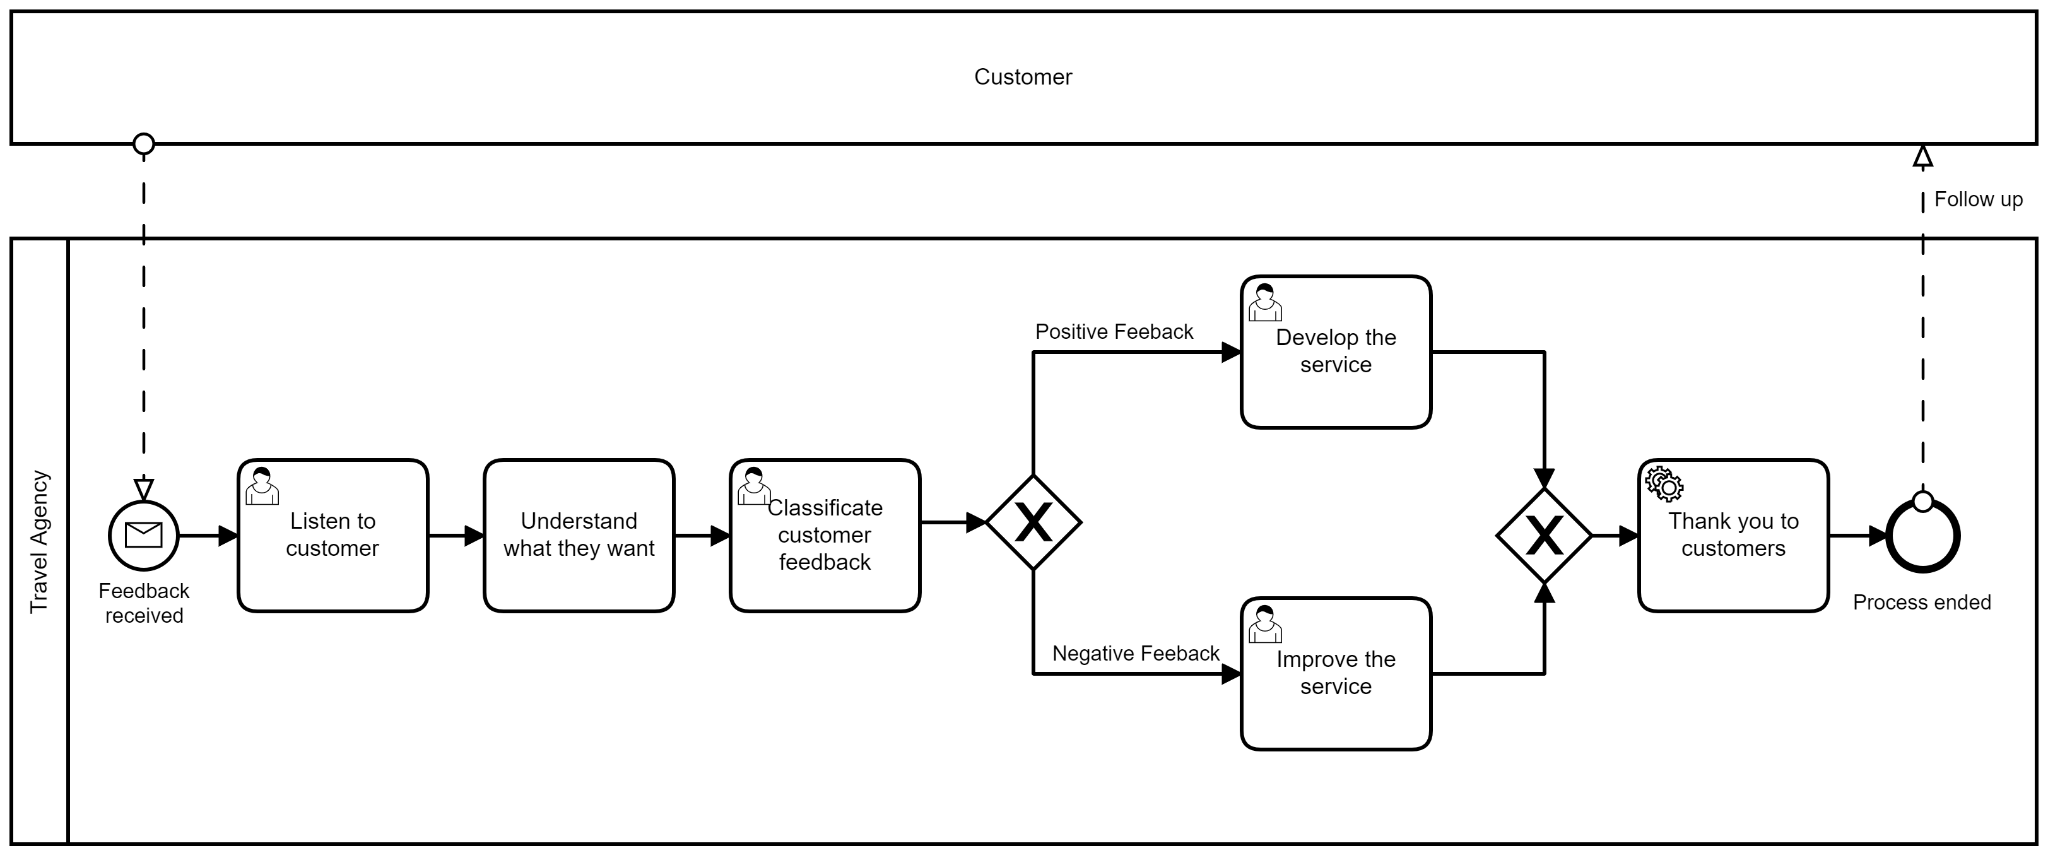 Customer
Follow up
Travel Agency
Feedback
received
Listen to
customer
Understand
what they want
Classificate
customer
feedback
Positive Feeback
Develop the
service
Negative Feeback
Improve the
service
Thank you to
customers
Process ended